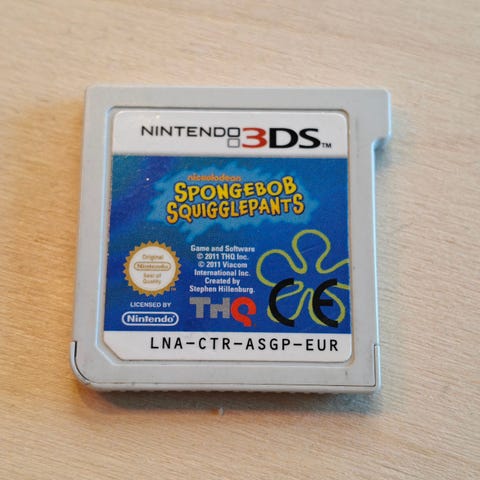 NINTENDO 3DS™
nickelodeon
SPONGEBOB
SQUIGGLEPANTS
Game and Software
© 2011 THQ Inc.
© 2011 Viacom
International Inc.
Created by
Stephen Hillenburg.
Original
Nintendo
Seal of
Quality
LICENSED BY
Nintendo
THQ
CE
LNA-CTR-ASGP-EUR